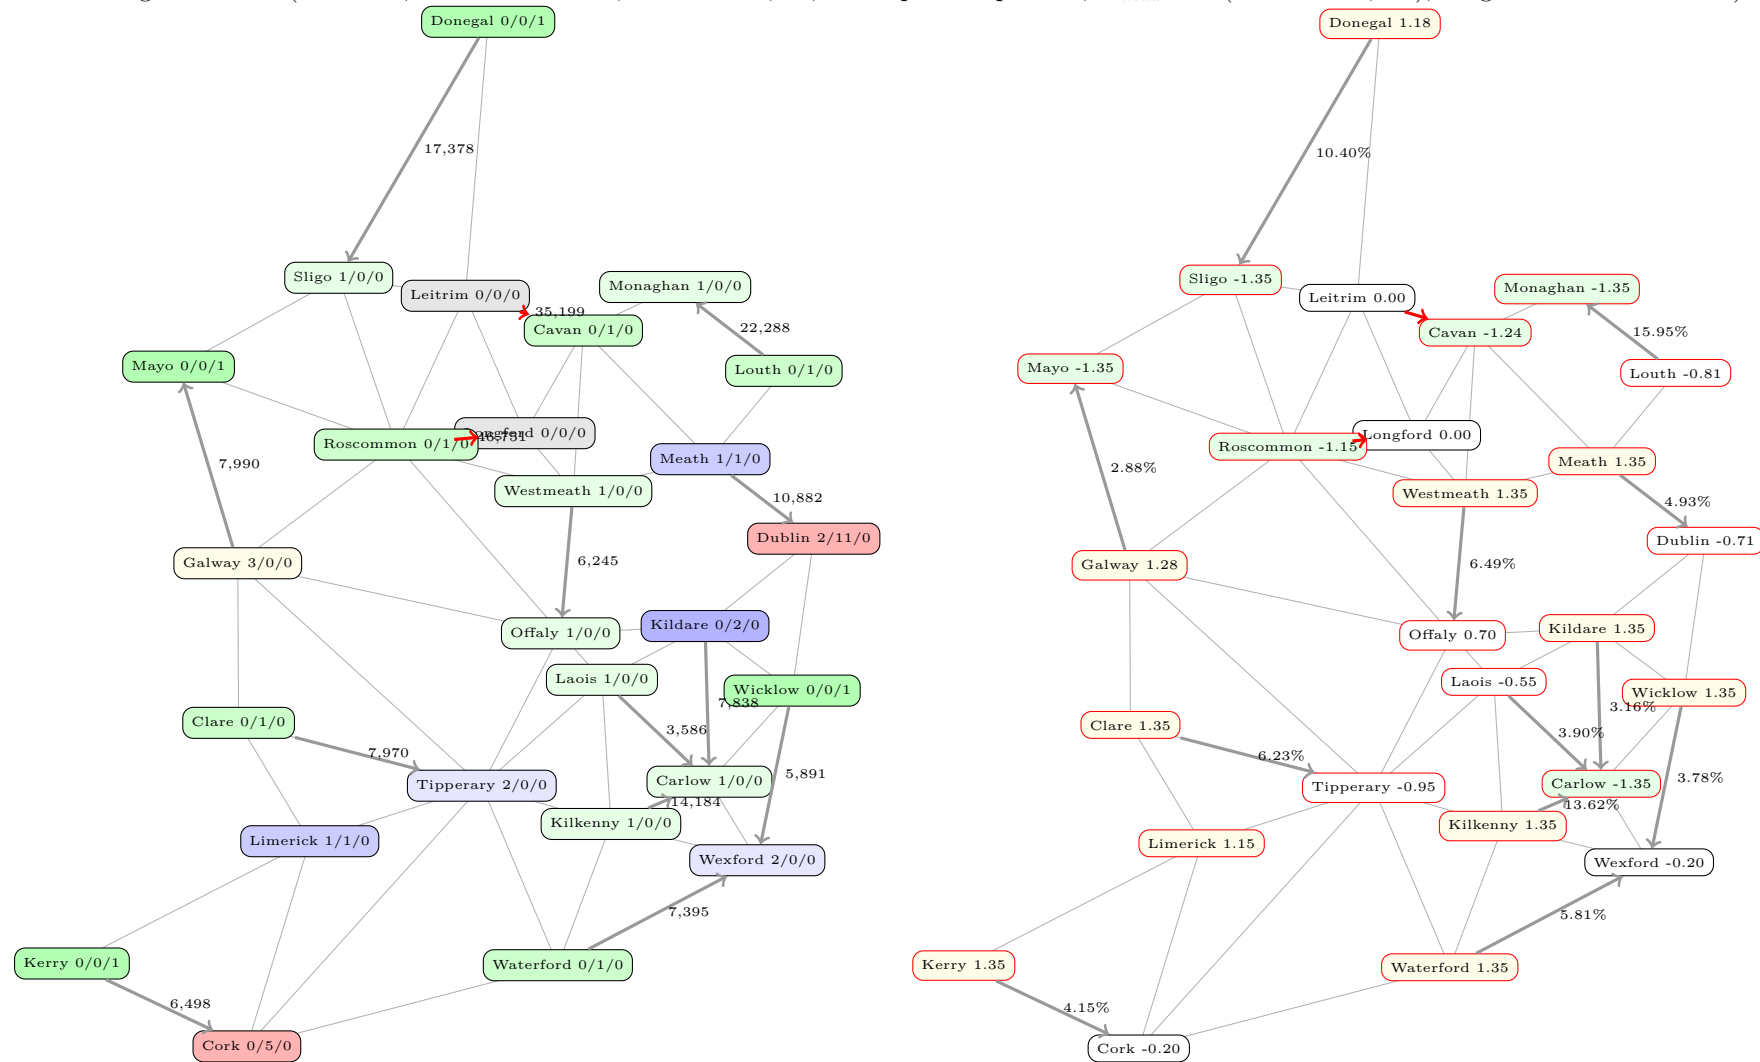 Donegal 0/0/1
17,378
Sligo 1/0/0
Leitrim 0/0/0
Monaghan 1/0/0
35,199
Cavan 0/1/0
22,288
Mayo 0/0/1
Louth 0/1/0
Roscommon 0/1/0
Longford 0/0/0
46,731
Meath 1/1/0
7,990
Westmeath 1/0/0
10,882
Dublin 2/11/0
Galway 3/0/0
6,245
Offaly 1/0/0
Kildare 0/2/0
Laois 1/0/0
Wicklow 0/0/1
7,838
Clare 0/1/0
3,586
7,970
Tipperary 2/0/0
Carlow 1/0/0
5,891
14,184
Kilkenny 1/0/0
Limerick 1/1/0
Wexford 2/0/0
7,395
Kerry 0/0/1
Waterford 0/1/0
6,498
Cork 0/5/0
Donegal 1.18
10.40%
Sligo -1.35
Leitrim 0.00
Monaghan -1.35
Cavan -1.24
15.95%
Mayo -1.35
Louth -0.81
Roscommon -1.15
Longford 0.00
Meath 1.35
2.88%
Westmeath 1.35
4.93%
Dublin -0.71
Galway 1.28
6.49%
Offaly 0.70
Kildare 1.35
Laois -0.55
Wicklow 1.35
3.16%
Clare 1.35
3.90%
6.23%
Tipperary -0.95
Carlow -1.35
3.78%
13.62%
Kilkenny 1.35
Limerick 1.15
Wexford -0.20
5.81%
Kerry 1.35
Waterford 1.35
4.15%
Cork -0.20